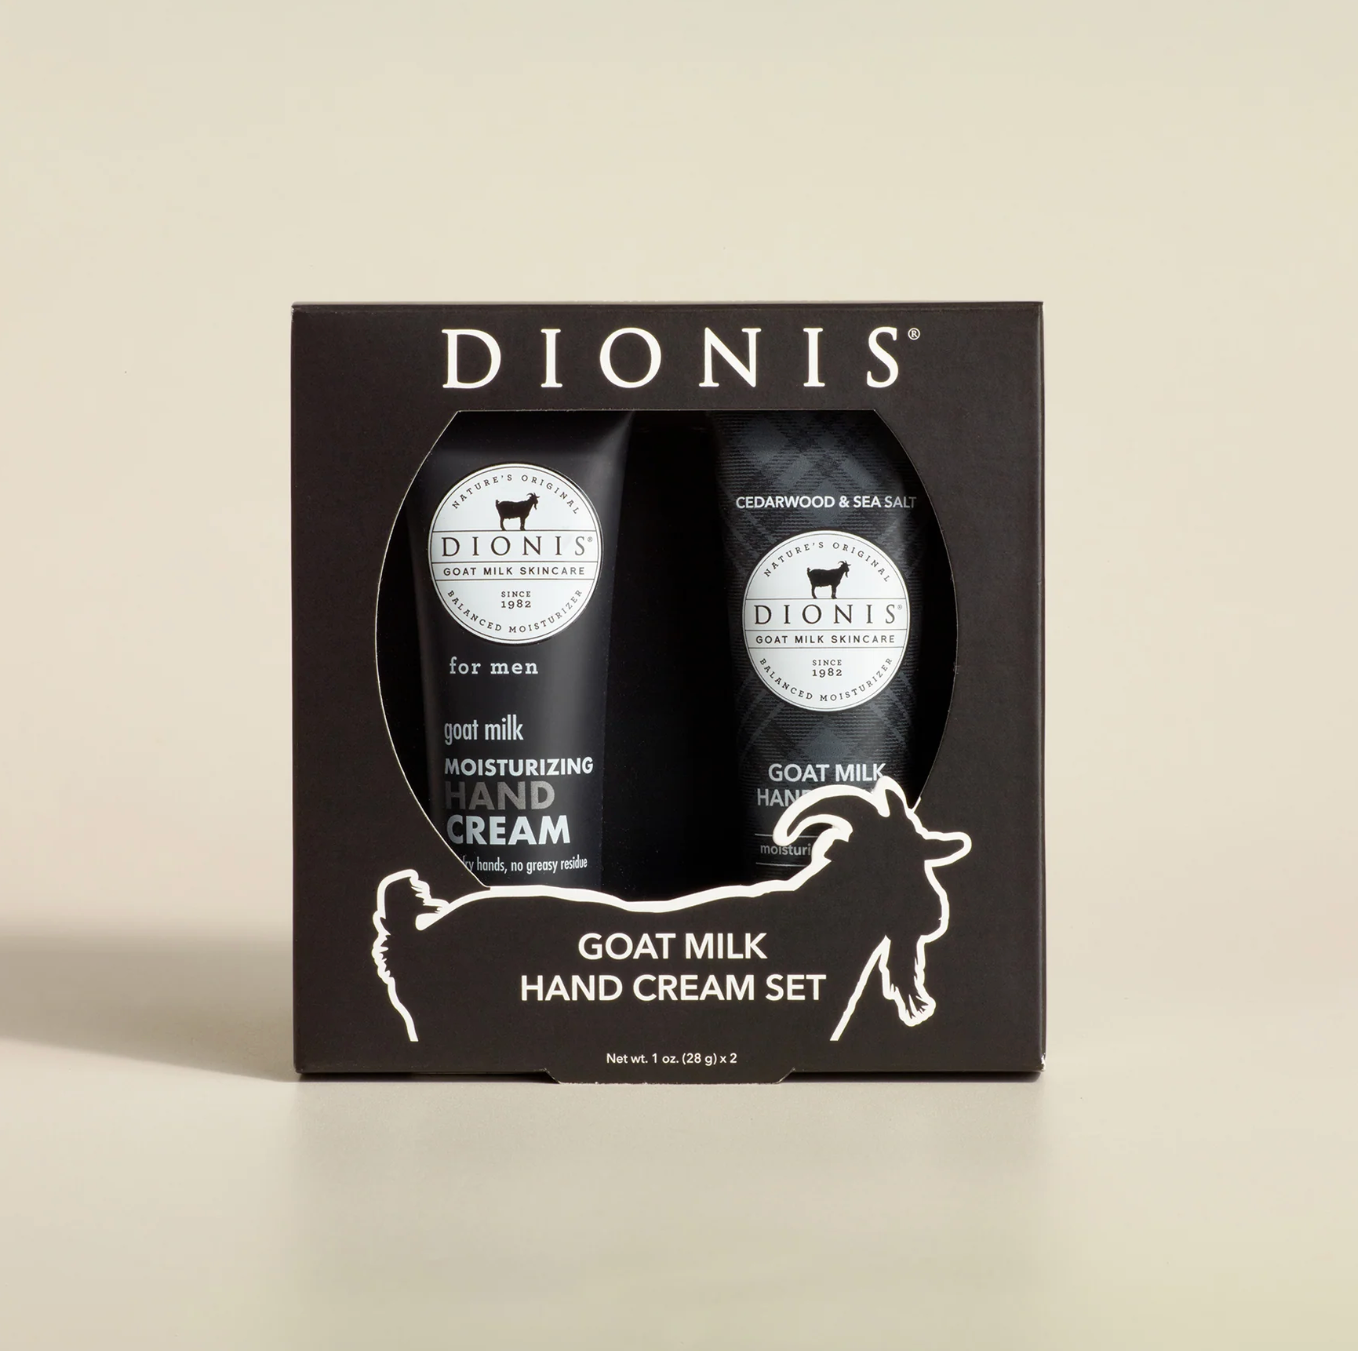 DIONIS®
NATURE'S ORIGINAL
DIONIS®
GOAT MILK SKINCARE
SINCE
1982
BALANCED MOISTURIZER
for men
goat milk
MOISTURIZING
HAND
CREAM
hands, no greasy residue
CEDARWOOD & SEA SALT
NATURE'S ORIGINAL
DIONIS®
GOAT MILK SKINCARE
SINCE
1982
BALANCED MOISTURIZER
GOAT MILK
GOAT MILK
HAND CREAM SET
Net wt. 1 oz. (28 g) x 2